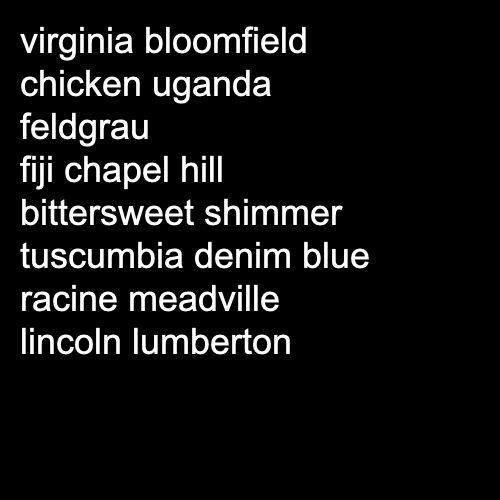 virginia bloomfield
chicken uganda
feldgrau
fiji chapel hill
bittersweet shimmer
tuscumbia denim blue
racine meadville
lincoln lumberton